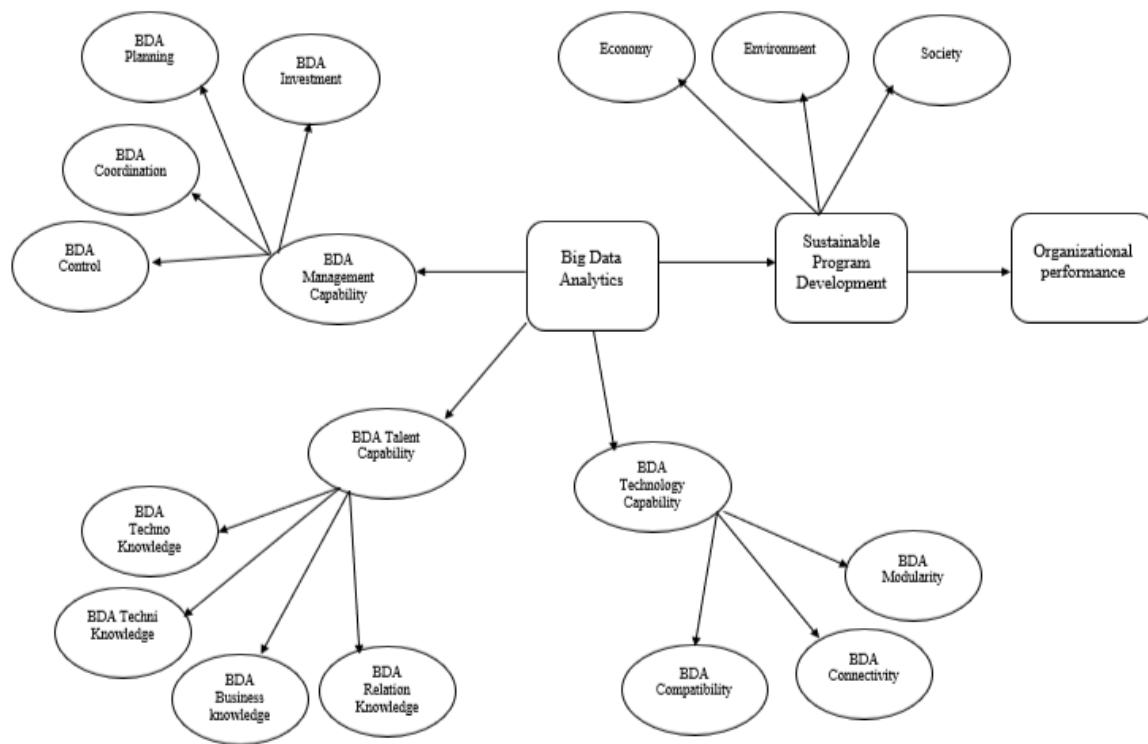 BDA
Planning
BDA
Investment
Economy
Environment
Society
BDA
Coordination
BDA
Control
BDA
Management
Capability
Big Data
Analytics
Sustainable
Program
Development
Organizational
performance
BDA Talent
Capability
BDA
Technology
Capability
BDA
Techno
Knowledge
BDA Techni
Knowledge
BDA
Business
knowledge
BDA
Relation
Knowledge
BDA
Modularity
BDA
Connectivity
BDA
Compatibility